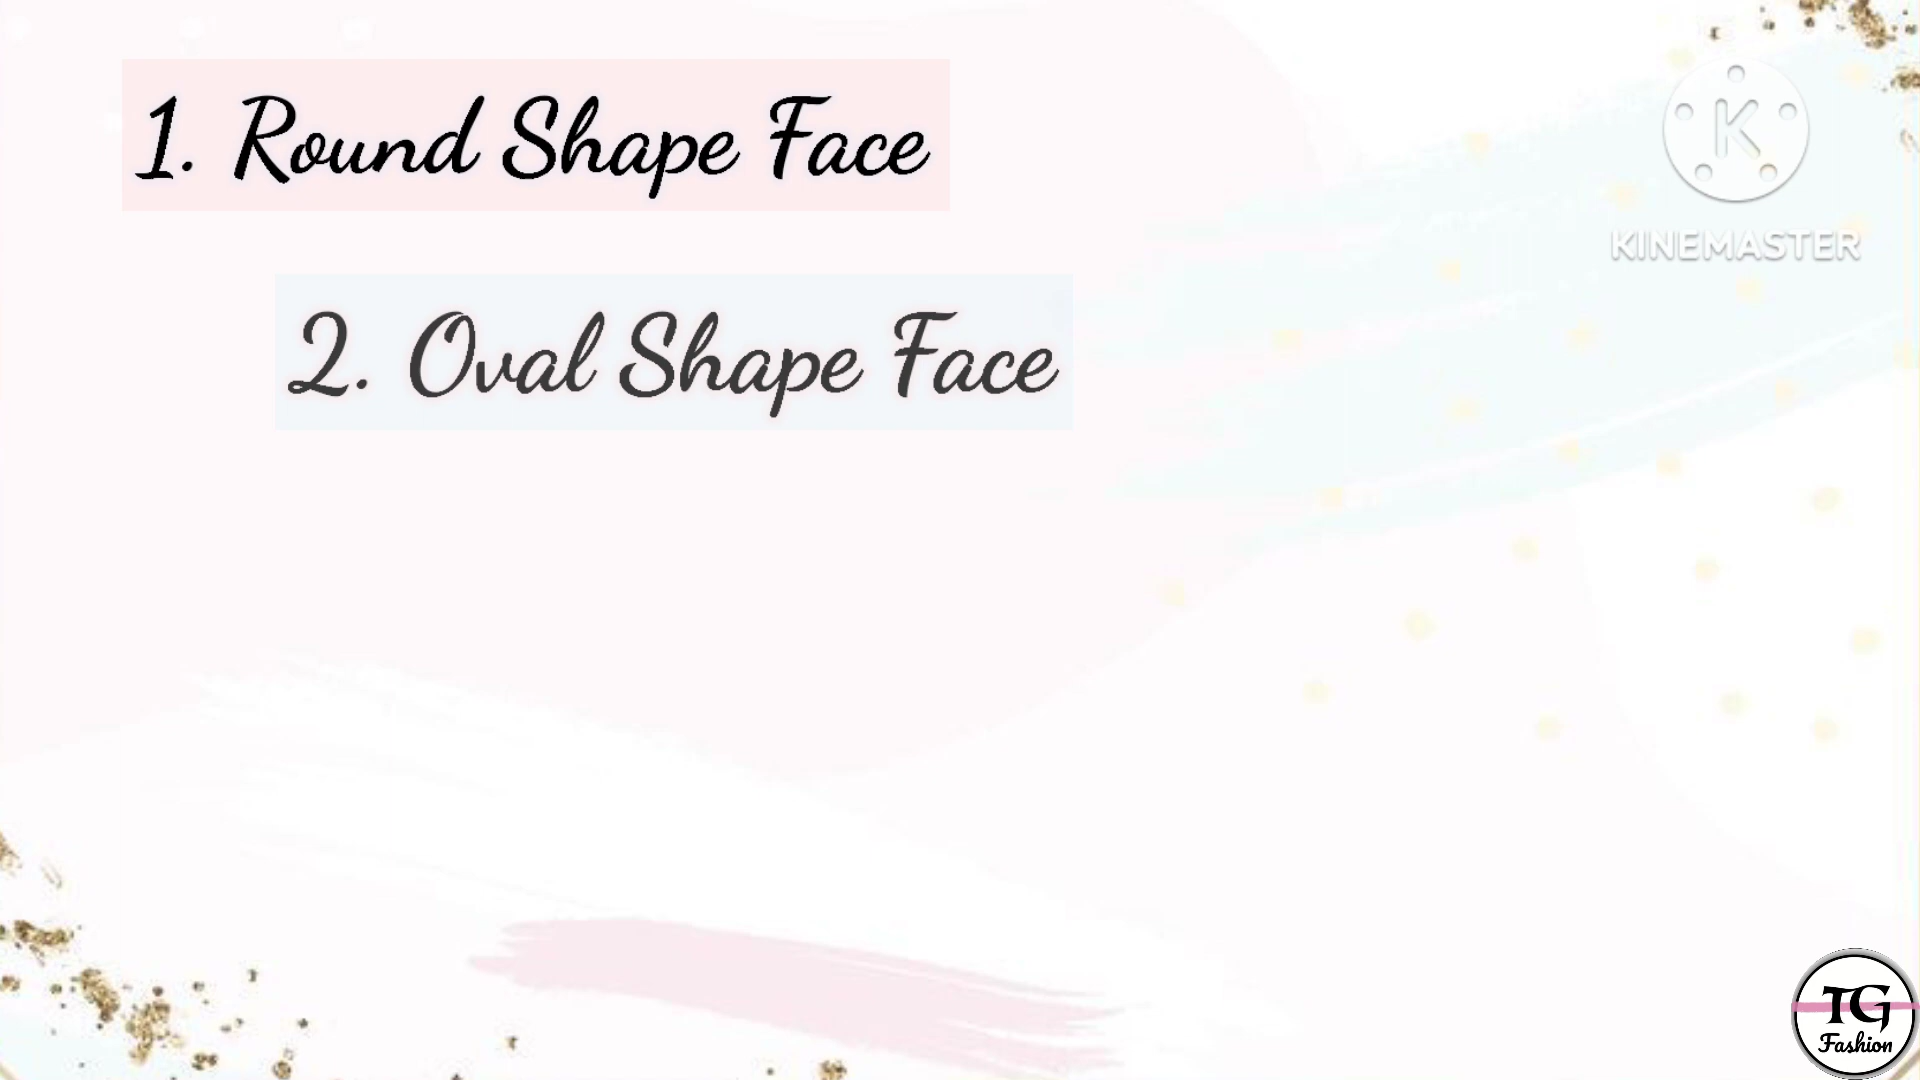 1. Round Shape Face
K
KINEMASTER
2. Oval Shape Face
TG
Fashion